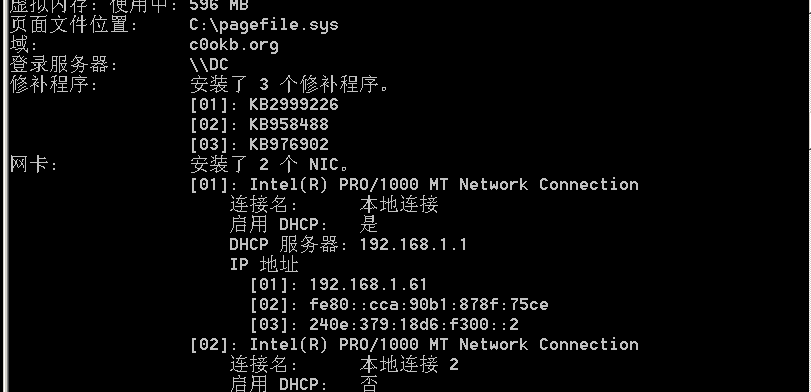 虚拟内存: 使用中: 596 MB
页面文件位置: C:\pagefile.sys
域: c0okb.org
登录服务器: \\DC
修补程序: 安装了 3 个修补程序。
[01]: KB2999226
[02]: KB958488
[03]: KB976902
网卡: 安装了 2 个 NIC。
[01]: Intel(R) PRO/1000 MT Network Connection
连接名: 本地连接
启用 DHCP: 是
DHCP 服务器: 192.168.1.1
IP 地址
[01]: 192.168.1.61
[02]: fe80::cca:90b1:878f:75ce
[03]: 240e:379:18d6:f300::2
[02]: Intel(R) PRO/1000 MT Network Connection
连接名: 本地连接 2
启用 DHCP: 否